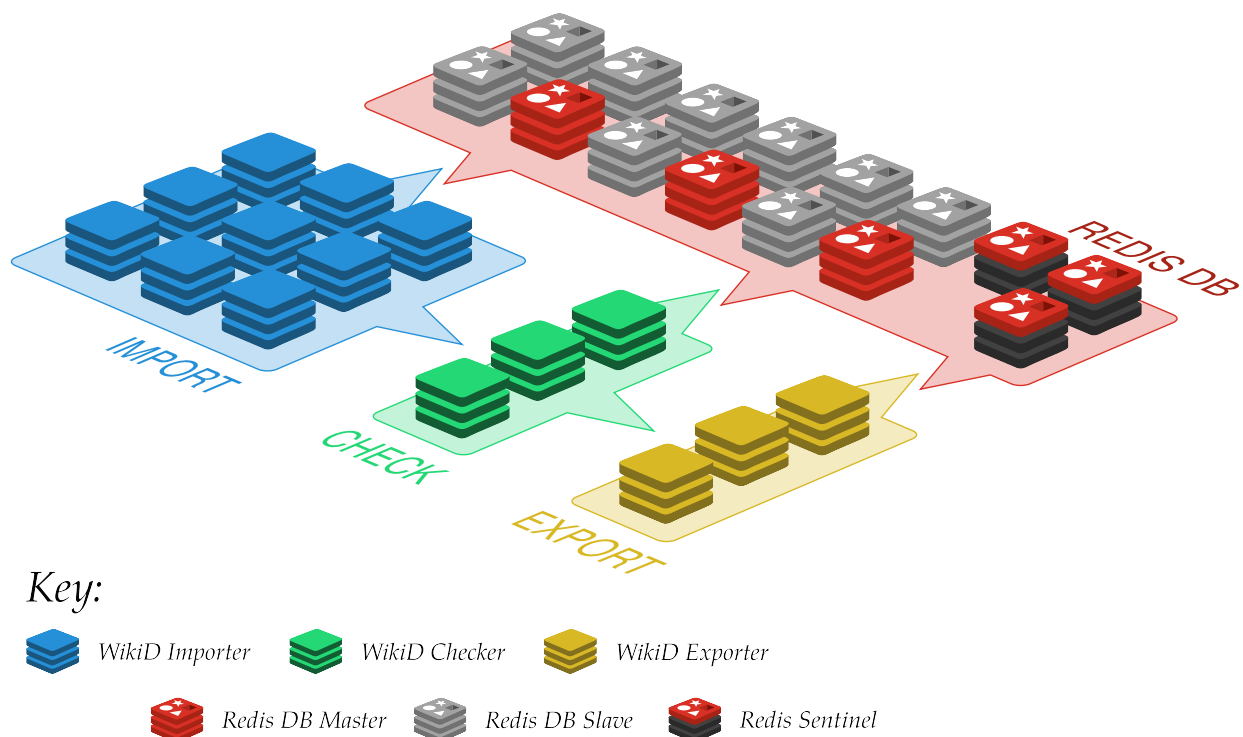 REDIS DB
IMPORT
CHECK
EXPORT
Key:
WikiD Importer
WikiD Checker
WikiD Exporter
Redis DB Master
Redis DB Slave
Redis Sentinel